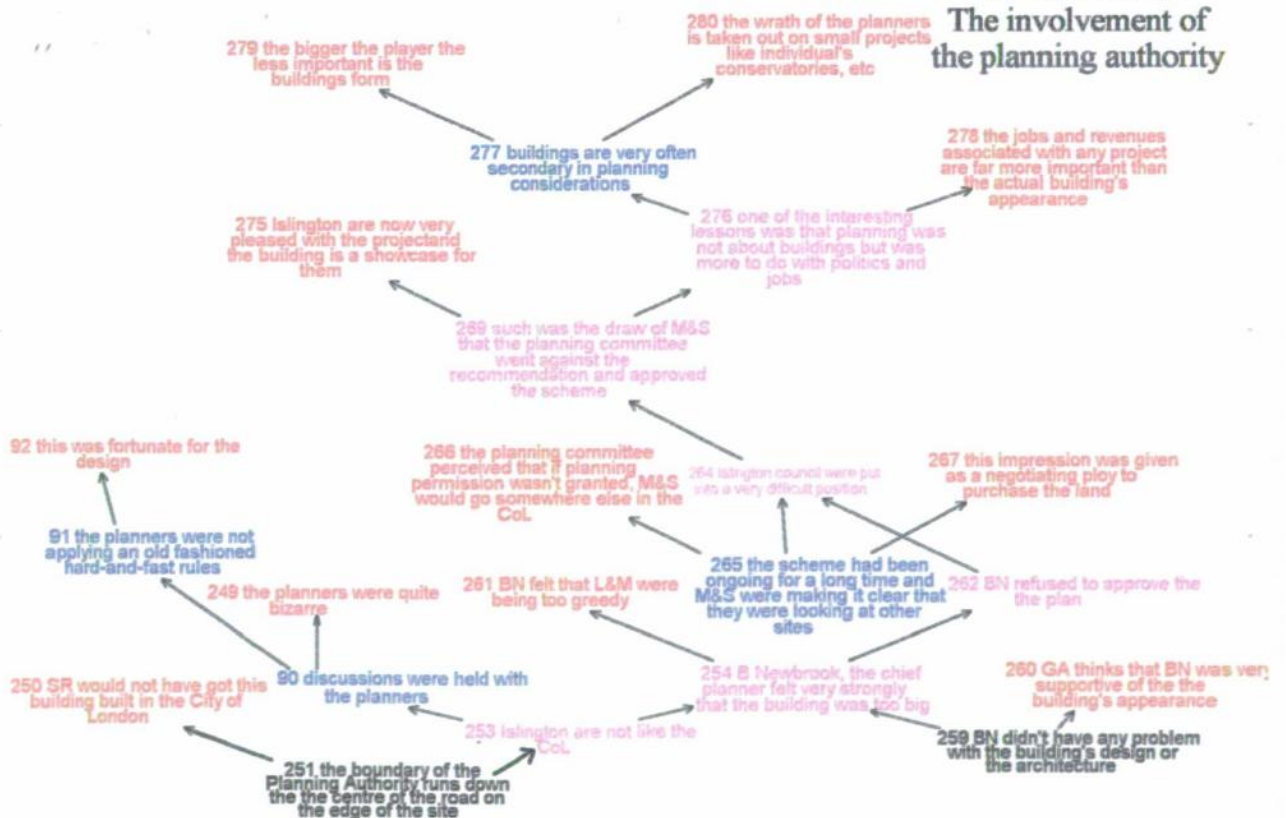 The involvement of
the planning authority
279 the bigger the player the
less important is the
buildings form
280 the wrath of the planners
is taken out on small projects
like individual's
conservatories, etc
277 buildings are very often
secondary in planning
considerations
278 the jobs and revenues
associated with any project
are far more important than
the actual building's
appearance
275 Islington are now very
pleased with the projectand
the building is a showcase for
them
276 one of the interesting
lessons was that planning was
not about buildings but was
more to do with politics and
jobs
269 such was the draw of M&S
that the planning committee
went against the
recommendation and approved
the scheme
92 this was fortunate for the
design
266 the planning committee
perceived that if planning
permission wasn't granted, M&S
would go somewhere else in the
CoL
264 Islington council were put
into a very difficult position
267 this impression was given
as a negotiating ploy to
purchase the land
91 the planners were not
applying an old fashioned
hard-and-fast rules
249 the planners were quite
bizarre
261 BN felt that L&M were
being too greedy
265 the scheme had been
ongoing for a long time and
M&S were making it clear that
they were looking at other
sites
262 BN refused to approve the
the plan
250 SR would not have got this
building built in the City of
London
90 discussions were held with
the planners
254 B Newbrook, the chief
planner felt very strongly
that the building was too big
260 GA thinks that BN was very
supportive of the the
building's appearance
253 Islington are not like the
CoL
259 BN didn't have any problem
with the building's design or
the architecture
251 the boundary of the
Planning Authority runs down
the the centre of the road on
the edge of the site